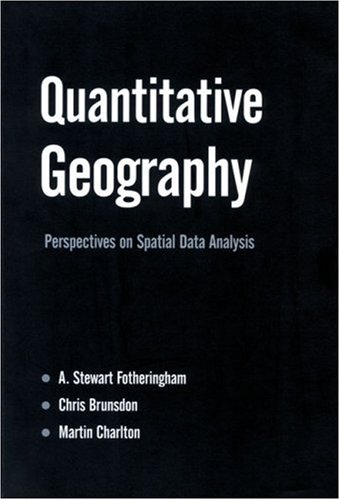 Quantitative
Geography
Perspectives on Spatial Data Analysis
A. Stewart Fotheringham
Chris Brunsdon
Martin Charlton